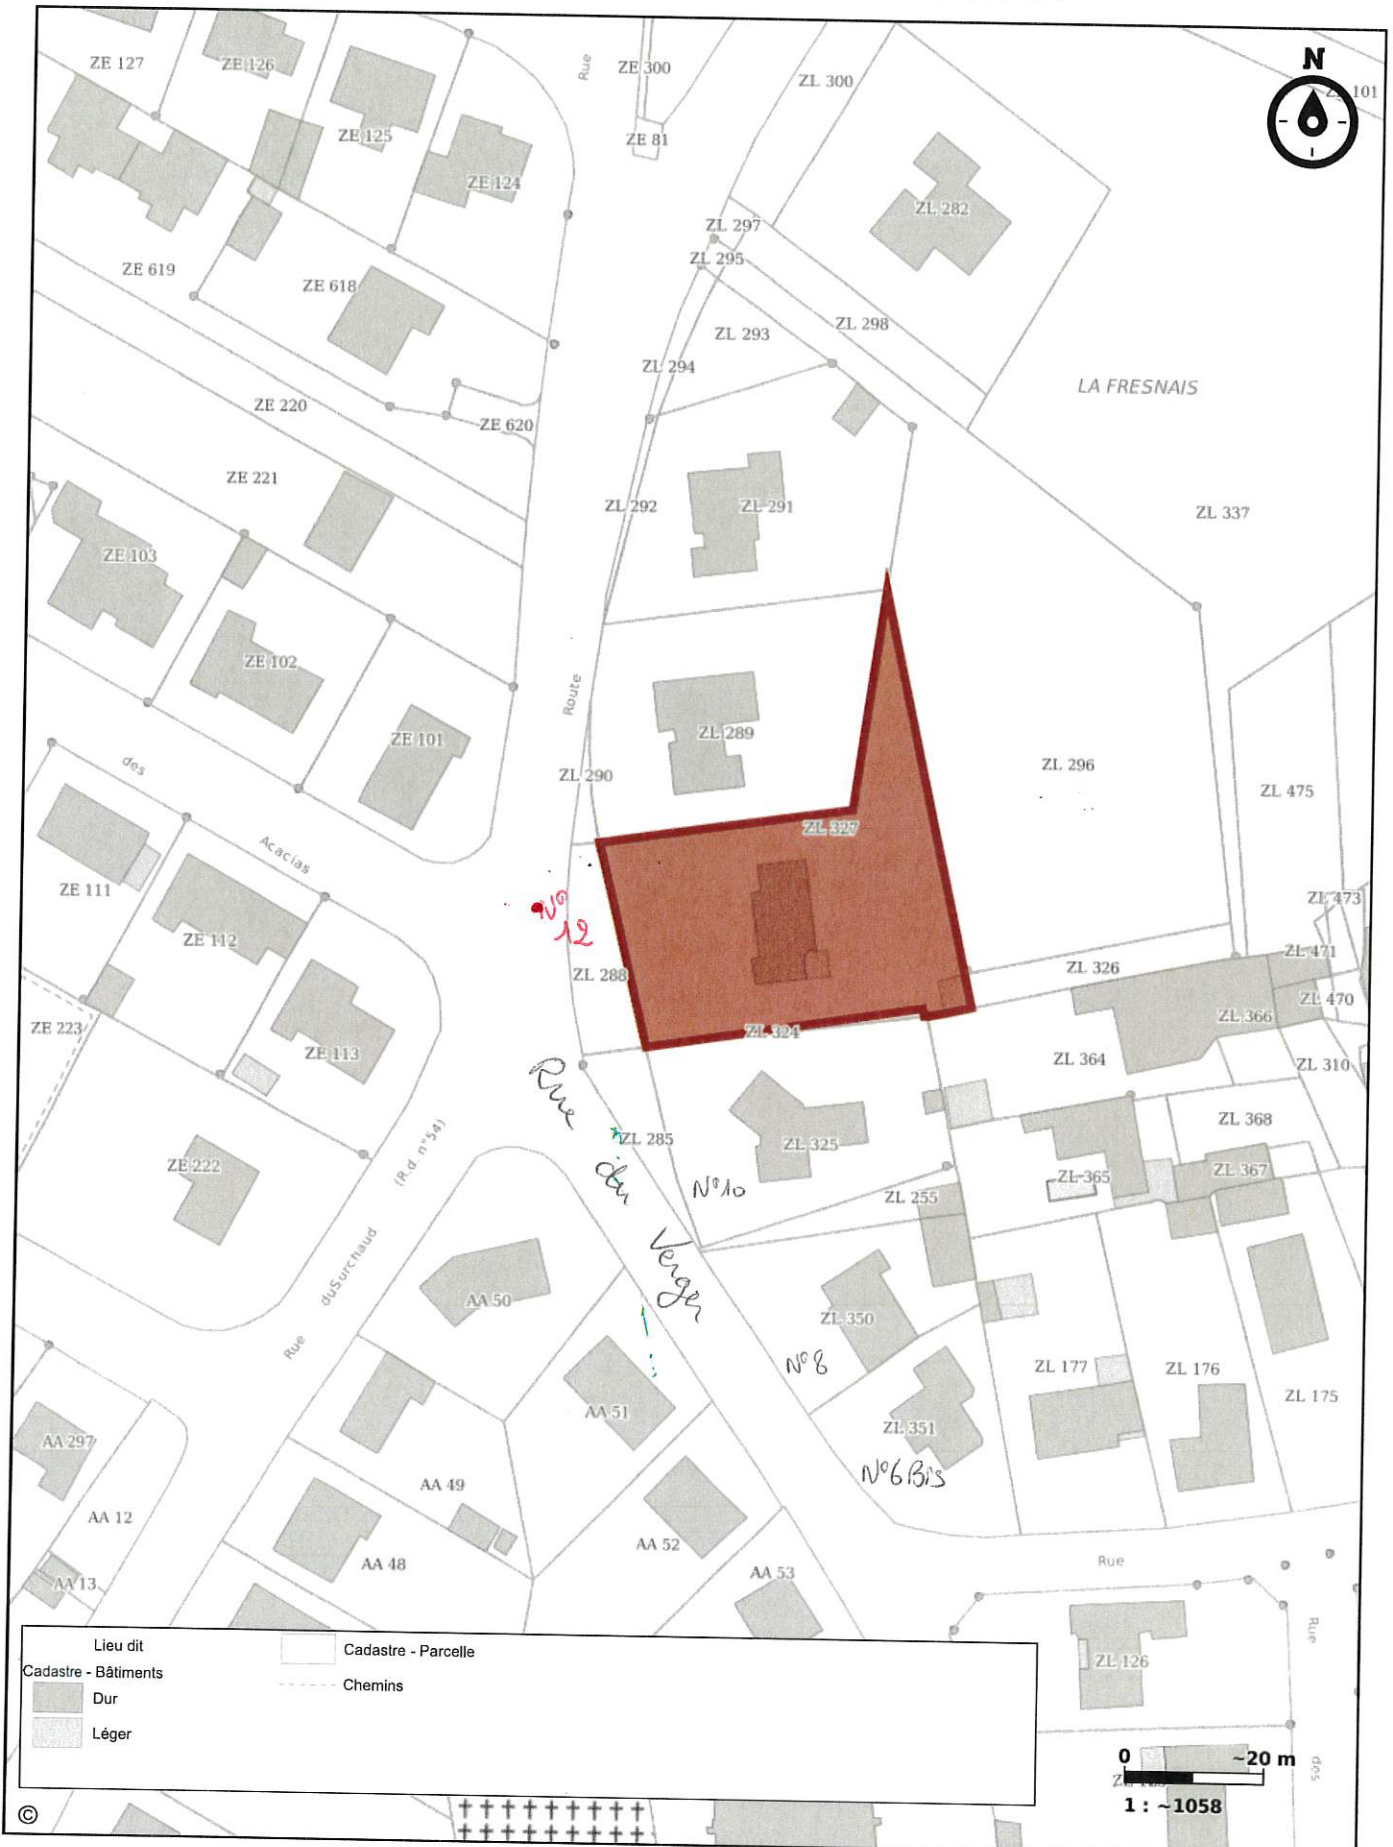 N
ZE 127
ZE 126
ZE 125
ZE 124
Rue
ZE 300
ZE 81
ZL 300
ZL 101
ZL 282
ZL 297
ZL 295
ZE 619
ZE 618
ZL 293
ZL 298
ZL 294
LA FRESNAIS
ZE 220
ZE 620
ZE 221
ZL 292
ZL 291
ZL 337
ZE 103
ZE 102
Route
ZE 101
ZL 289
ZL 290
ZL 296
des
ZL 475
ZL 327
Acacias
ZE 111
ZE 112
N° 12
ZL 473
ZL 288
ZL 326
ZL 471
ZL 470
ZL 366
ZE 223
ZE 113
ZL 324
ZL 364
ZL 310
Rue du Verger
ZL 285
ZL 325
ZL 368
ZE 222
(R.d. n°54)
N°10
ZL 255
ZL 365
ZL 367
duSurchaud
Rue
AA 50
ZL 350
N°8
ZL 177
ZL 176
ZL 175
AA 51
ZL 351
N°6Bis
AA 297
AA 49
AA 12
AA 52
AA 48
AA 13
AA 53
Rue
Rue
des
ZL 126
Lieu dit
Cadastre - Parcelle
Cadastre - Bâtiments
Chemins
Dur
Léger
0 ~20 m
1 : ~1058
©